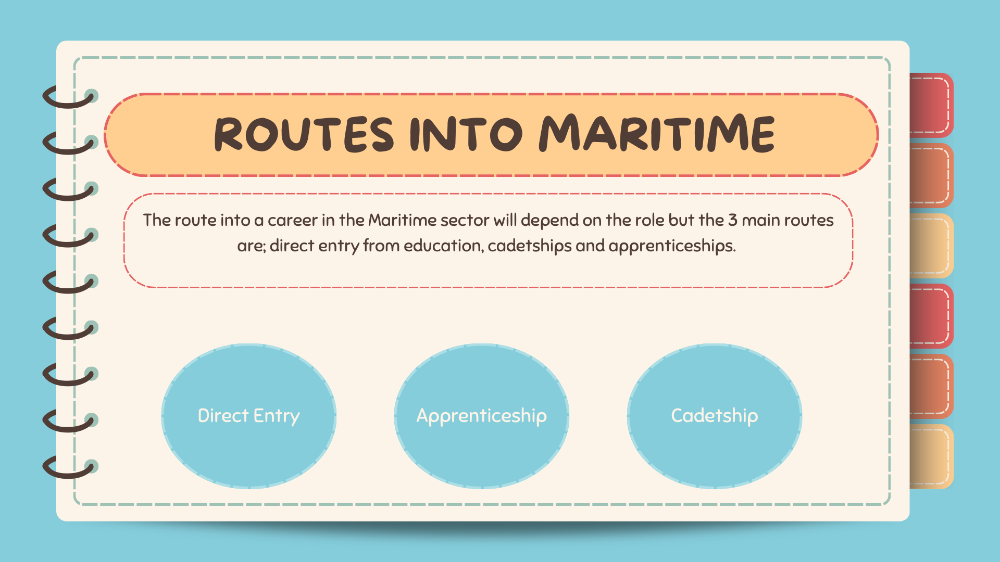 ROUTES INTO MARITIME
The route into a career in the Maritime sector will depend on the role but the 3 main routes
are; direct entry from education, cadetships and apprenticeships.
Direct Entry
Apprenticeship
Cadetship